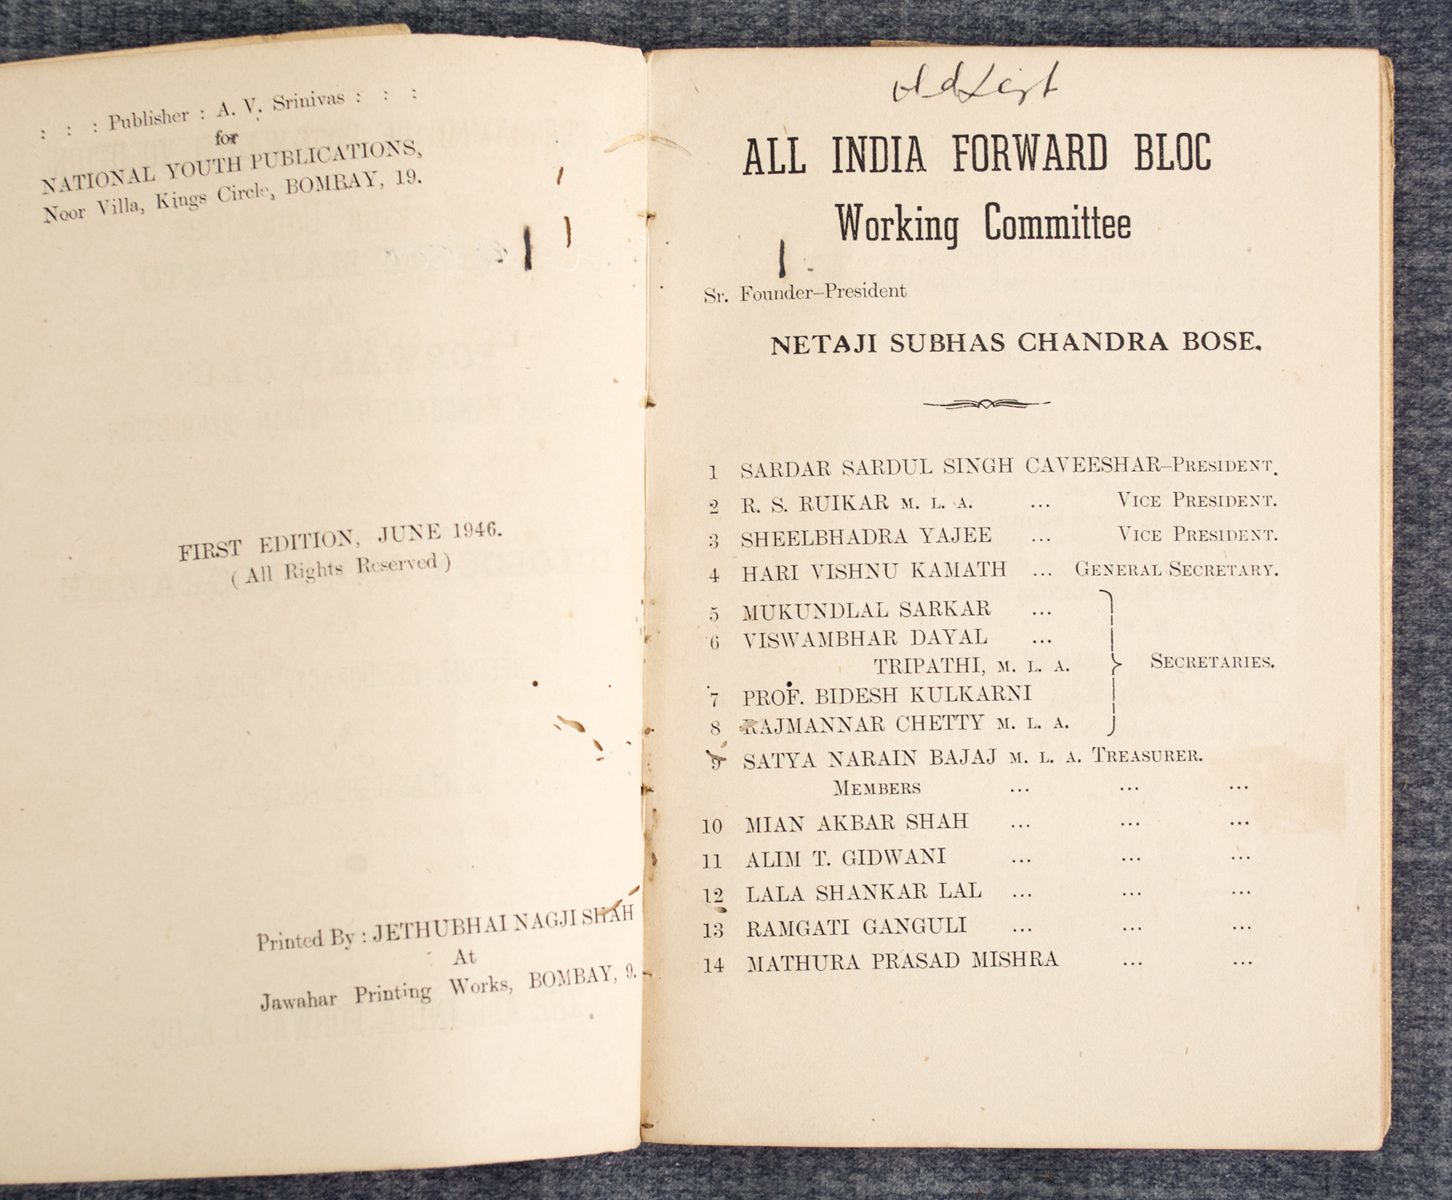 : : : Publisher : A. V. Srinivas : : :
for
NATIONAL YOUTH PUBLICATIONS,
Noor Villa, Kings Circle, BOMBAY, 19.
FIRST EDITION, JUNE 1946.
( All Rights Reserved )
Printed By : JETHUBHAI NAGJI SHAH
At
Jawahar Printing Works, BOMBAY, 9.
old List
ALL INDIA FORWARD BLOC
Working Committee
Sr. Founder–President
NETAJI SUBHAS CHANDRA BOSE.
1 SARDAR SARDUL SINGH CAVEESHAR–PRESIDENT.
2 R. S. RUIKAR M. L. A. ... VICE PRESIDENT.
3 SHEELBHADRA YAJEE ... VICE PRESIDENT.
4 HARI VISHNU KAMATH ... GENERAL SECRETARY.
5 MUKUNDLAL SARKAR ...
6 VISWAMBHAR DAYAL ...
TRIPATHI, M. L. A. SECRETARIES.
7 PROF. BIDESH KULKARNI
8 RAJMANNAR CHETTY M. L. A.
9 SATYA NARAIN BAJAJ M. L. A. TREASURER.
MEMBERS ... ... ...
10 MIAN AKBAR SHAH ... ... ...
11 ALIM T. GIDWANI ... ... ...
12 LALA SHANKAR LAL ... ... ...
13 RAMGATI GANGULI ... ... ...
14 MATHURA PRASAD MISHRA ... ...